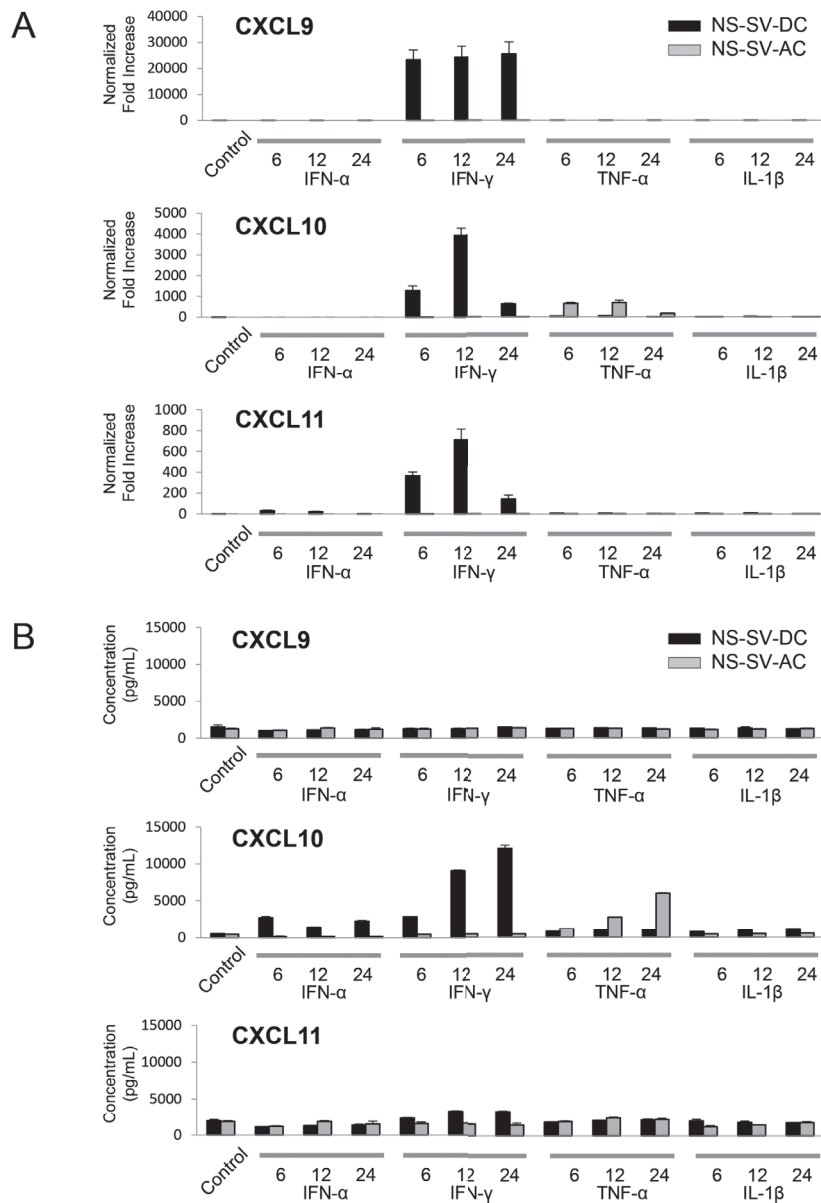 A
CXCL9
NS-SV-DC
NS-SV-AC
Normalized
Fold Increase
40000
30000
20000
10000
0
Control
6 12 24 6 12 24 6 12 24 6 12 24
IFN-α IFN-γ TNF-α IL-1β
CXCL10
Normalized
Fold Increase
5000
4000
3000
2000
1000
0
Control
6 12 24 6 12 24 6 12 24 6 12 24
IFN-α IFN-γ TNF-α IL-1β
CXCL11
Normalized
Fold Increase
1000
800
600
400
200
0
Control
6 12 24 6 12 24 6 12 24 6 12 24
IFN-α IFN-γ TNF-α IL-1β
B
CXCL9
NS-SV-DC
NS-SV-AC
Concentration
(pg/mL)
15000
10000
5000
0
Control
6 12 24 6 12 24 6 12 24 6 12 24
IFN-α IFN-γ TNF-α IL-1β
CXCL10
Concentration
(pg/mL)
15000
10000
5000
0
Control
6 12 24 6 12 24 6 12 24 6 12 24
IFN-α IFN-γ TNF-α IL-1β
CXCL11
Concentration
(pg/mL)
15000
10000
5000
0
Control
6 12 24 6 12 24 6 12 24 6 12 24
IFN-α IFN-γ TNF-α IL-1β